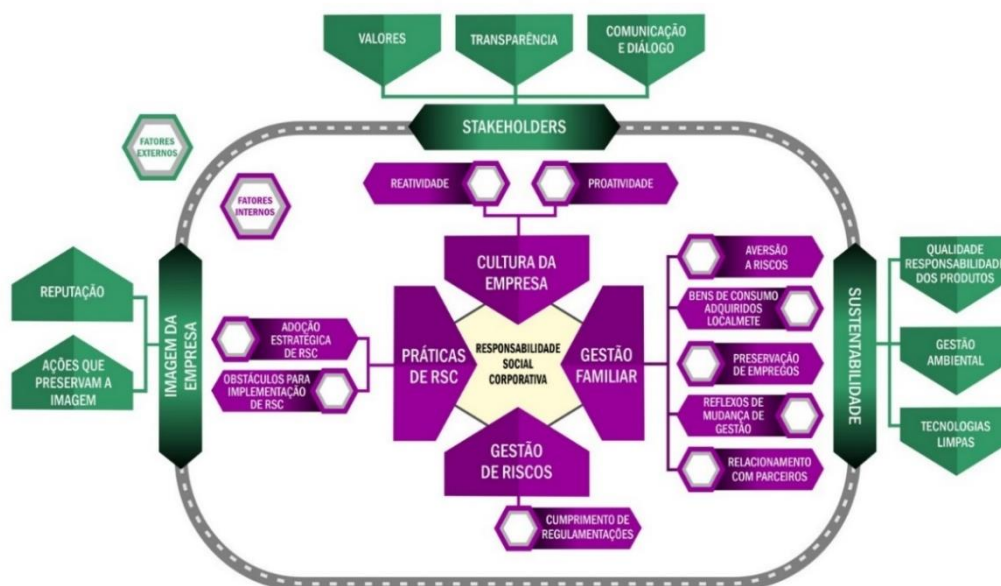 VALORES
TRANSPARÊNCIA
COMUNICAÇÃO
E DIÁLOGO
STAKEHOLDERS
FATORES
EXTERNOS
FATORES
INTERNOS
REATIVIDADE
PROATIVIDADE
CULTURA DA
EMPRESA
REPUTAÇÃO
AÇÕES QUE
PRESERVAM A
IMAGEM
IMAGEM DA
EMPRESA
ADOÇÃO
ESTRATÉGICA
DE RSC
OBSTÁCULOS PARA
IMPLEMENTAÇÃO
DE RSC
PRÁTICAS
DE RSC
RESPONSABILIDADE
SOCIAL
CORPORATIVA
GESTÃO
FAMILIAR
AVERSÃO
A RISCOS
BENS DE CONSUMO
ADQUIRIDOS
LOCALMETE
PRESERVAÇÃO
DE EMPREGOS
REFLEXOS DE
MUDANÇA DE
GESTÃO
RELACIONAMENTO
COM PARCEIROS
SUSTENTABILIDADE
QUALIDADE
RESPONSABILIDADE
DOS PRODUTOS
GESTÃO
AMBIENTAL
TECNOLOGIAS
LIMPAS
GESTÃO
DE RISCOS
CUMPRIMENTO DE
REGULAMENTAÇÕES